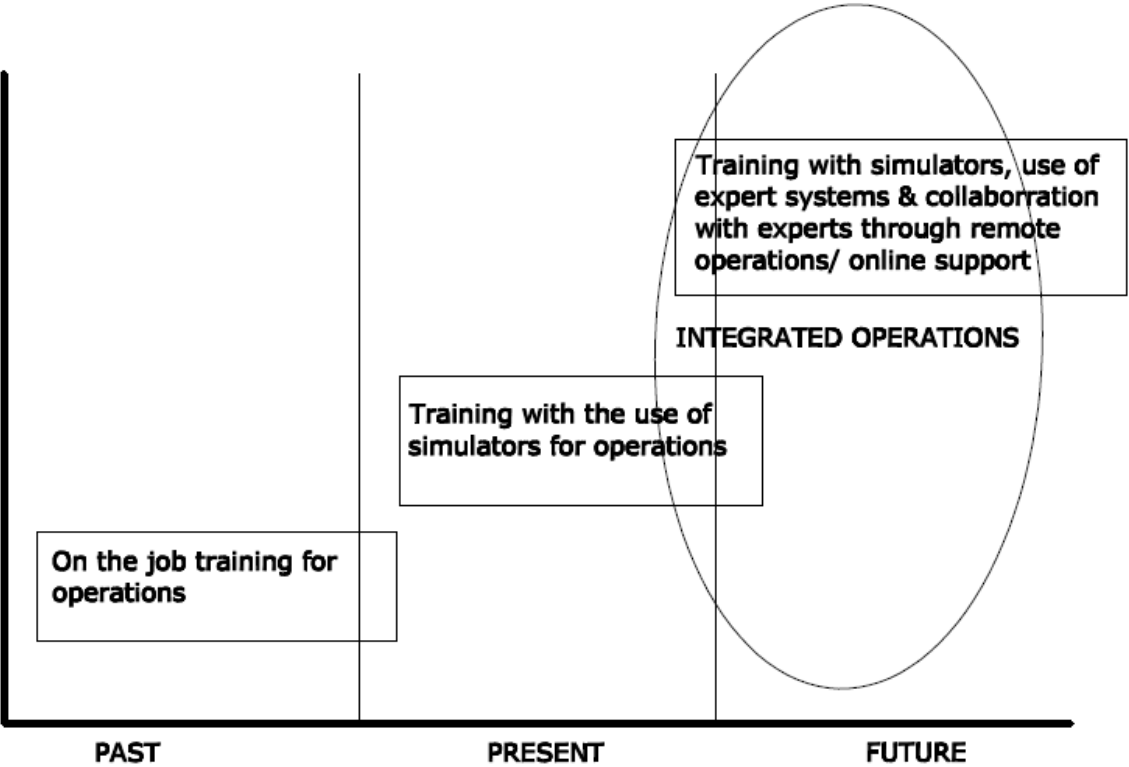 Training with simulators, use of
expert systems & collaborration
with experts through remote
operations/ online support
INTEGRATED OPERATIONS
Training with the use of
simulators for operations
On the job training for
operations
PAST
PRESENT
FUTURE